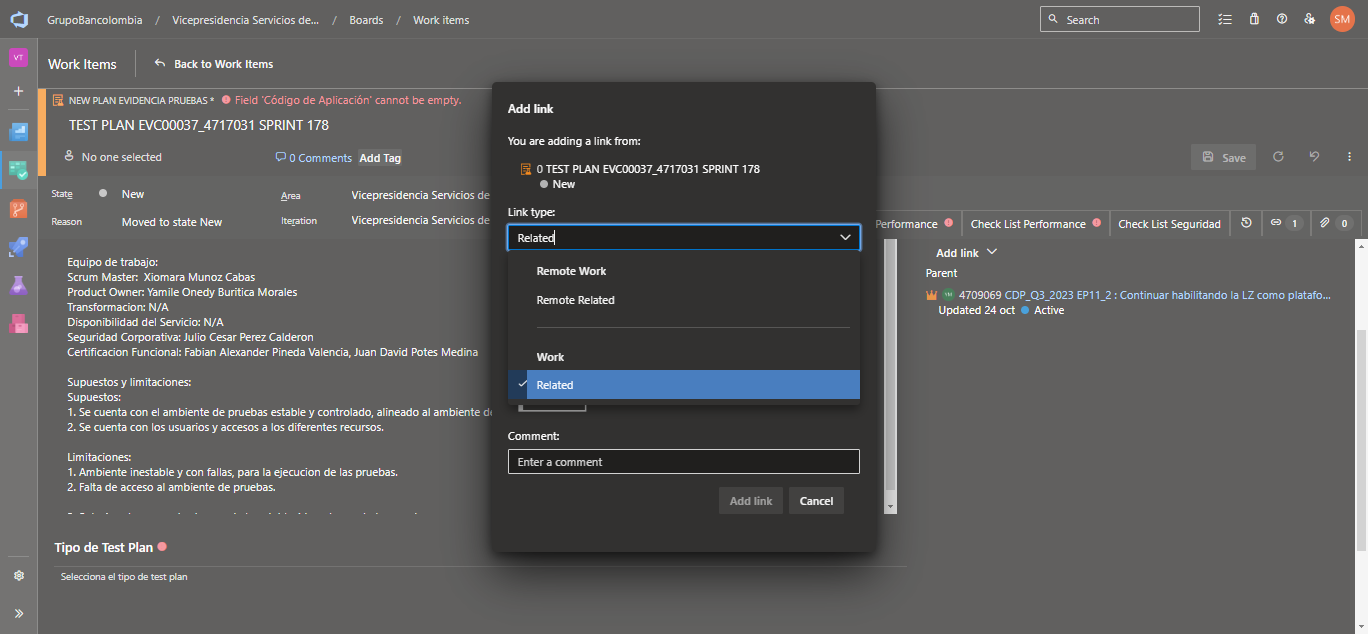 GrupoBancolombia / Vicepresidencia Servicios de... / Boards / Work items
Search
SM
VT
Work Items
Back to Work Items
NEW PLAN EVIDENCIA PRUEBAS * Field 'Código de Aplicación' cannot be empty.
TEST PLAN EVC00037_4717031 SPRINT 178
No one selected
0 Comments
Add Tag
Save
State
New
Area
Vicepresidencia Servicios de
Reason
Moved to state New
Iteration
Vicepresidencia Servicios de
Performance
Check List Performance
Check List Seguridad
1
0
Equipo de trabajo:
Scrum Master: Xiomara Munoz Cabas
Product Owner: Yamile Onedy Buritica Morales
Transformacion: N/A
Disponibilidad del Servicio: N/A
Seguridad Corporativa: Julio Cesar Perez Calderon
Certificacion Funcional: Fabian Alexander Pineda Valencia, Juan David Potes Medina
Supuestos y limitaciones:
Supuestos:
1. Se cuenta con el ambiente de pruebas estable y controlado, alineado al ambiente de
2. Se cuenta con los usuarios y accesos a los diferentes recursos.
Limitaciones:
1. Ambiente inestable y con fallas, para la ejecucion de las pruebas.
2. Falta de acceso al ambiente de pruebas.
Tipo de Test Plan
Selecciona el tipo de test plan
Add link
You are adding a link from:
0 TEST PLAN EVC00037_4717031 SPRINT 178
New
Link type:
Related
Remote Work
Remote Related
Work
Related
Comment:
Enter a comment
Add link
Cancel
Add link
Parent
YM 4709069 CDP_Q3_2023 EP11_2 : Continuar habilitando la LZ como platafo...
Updated 24 oct Active